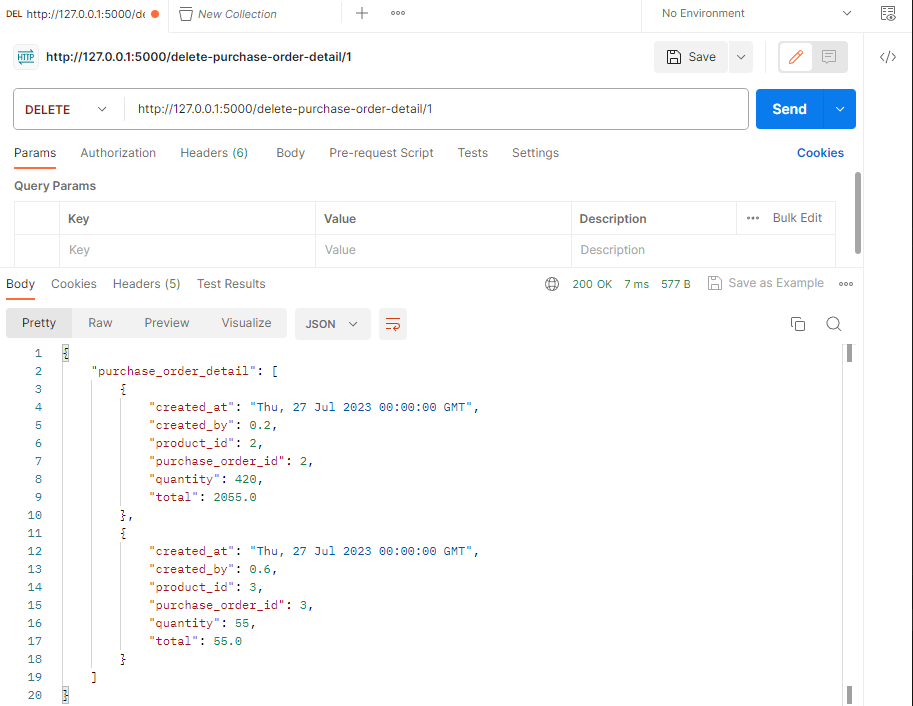 DEL http://127.0.0.1:5000/de New Collection No Environment
HTTP http://127.0.0.1:5000/delete-purchase-order-detail/1 Save
DELETE http://127.0.0.1:5000/delete-purchase-order-detail/1 Send
Params Authorization Headers (6) Body Pre-request Script Tests Settings Cookies
Query Params
Key Value Description Bulk Edit
Key Value Description
Body Cookies Headers (5) Test Results 200 OK 7 ms 577 B Save as Example
Pretty Raw Preview Visualize JSON
1 {
2 "purchase_order_detail": [
3 {
4 "created_at": "Thu, 27 Jul 2023 00:00:00 GMT",
5 "created_by": 0.2,
6 "product_id": 2,
7 "purchase_order_id": 2,
8 "quantity": 420,
9 "total": 2055.0
10 },
11 {
12 "created_at": "Thu, 27 Jul 2023 00:00:00 GMT",
13 "created_by": 0.6,
14 "product_id": 3,
15 "purchase_order_id": 3,
16 "quantity": 55,
17 "total": 55.0
18 }
19 ]
20 }